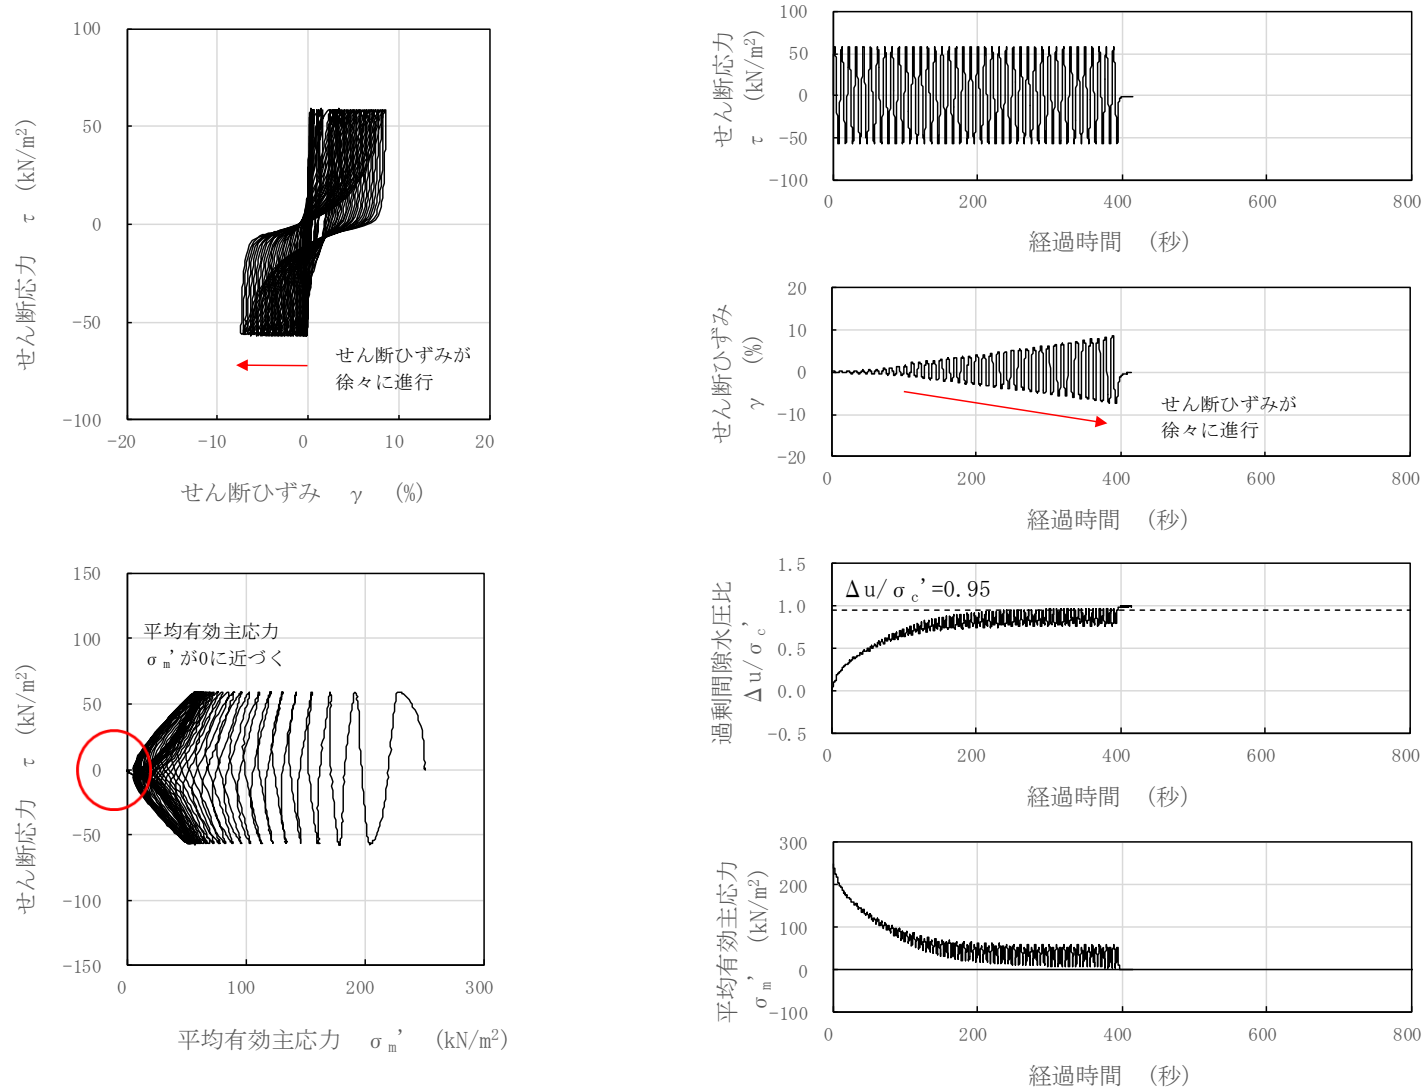 100
50
0
-50
-100
-20
-10
0
10
20
せん断応力 τ (kN/m²)
せん断ひずみ γ (%)
せん断ひずみが
徐々に進行
150
100
50
0
-50
-100
-150
0
100
200
300
せん断応力 τ (kN/m²)
平均有効主応力 σm' (kN/m²)
平均有効主応力
σm'が0に近づく
100
50
0
-50
-100
0
200
400
600
800
せん断応力
τ (kN/m²)
経過時間 (秒)
20
10
0
-10
-20
0
200
400
600
800
せん断ひずみ
γ (%)
経過時間 (秒)
せん断ひずみが
徐々に進行
1.5
1.0
0.5
0.0
-0.5
0
200
400
600
800
過剰間隙水圧比
Δu/σc'
Δu/σc'=0.95
経過時間 (秒)
300
200
100
0
-100
0
200
400
600
800
平均有効主応力
σm' (kN/m²)
経過時間 (秒)